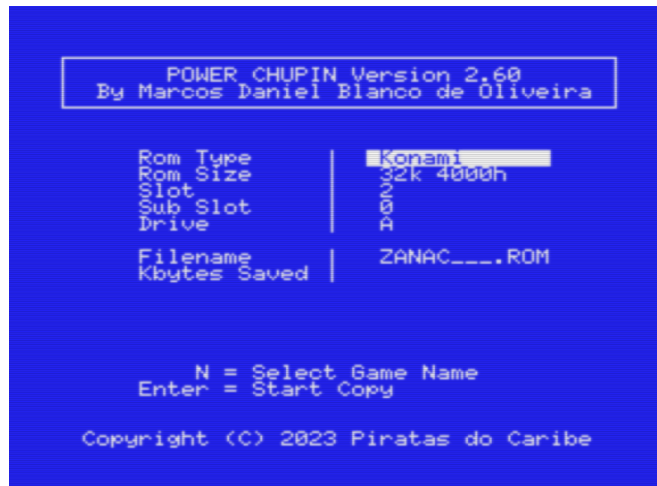 POWER CHUPIN Version 2.60
By Marcos Daniel Blanco de Oliveira
Rom Type | Konami
Rom Size | 32k 4000h
Slot | 2
Sub Slot | 0
Drive | A
Filename | ZANAC___.ROM
Kbytes Saved |
N = Select Game Name
Enter = Start Copy
Copyright (C) 2023 Piratas do Caribe